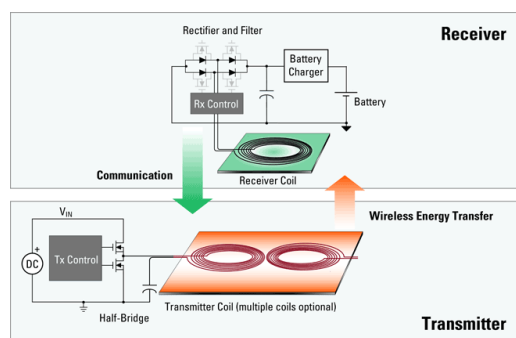 Rectifier and Filter
Receiver
Battery
Charger
Battery
Rx Control
Receiver Coil
Communication
Wireless Energy Transfer
VIN
+
DC
Tx Control
Half-Bridge
Transmitter Coil (multiple coils optional)
Transmitter